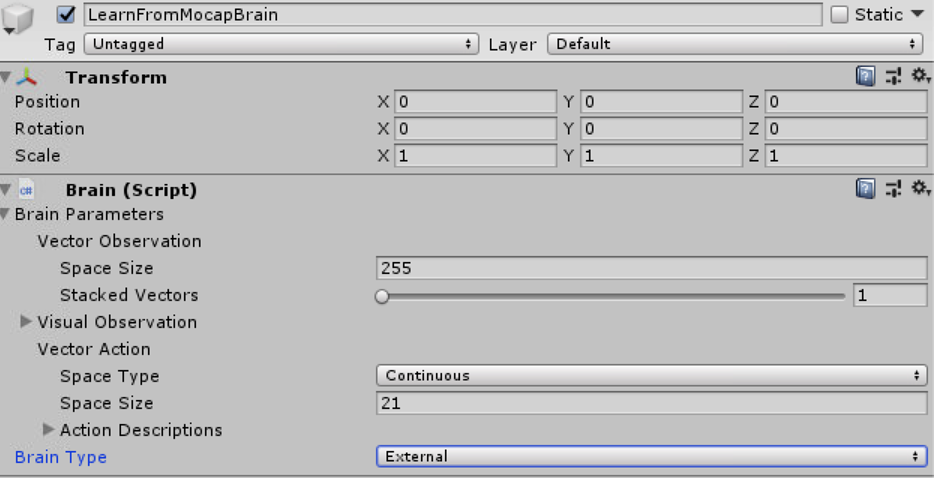 LearnFromMocapBrain Static
Tag Untagged Layer Default
Transform
Position X 0 Y 0 Z 0
Rotation X 0 Y 0 Z 0
Scale X 1 Y 1 Z 1
c# Brain (Script)
Brain Parameters
Vector Observation
Space Size 255
Stacked Vectors 1
Visual Observation
Vector Action
Space Type Continuous
Space Size 21
Action Descriptions
Brain Type External